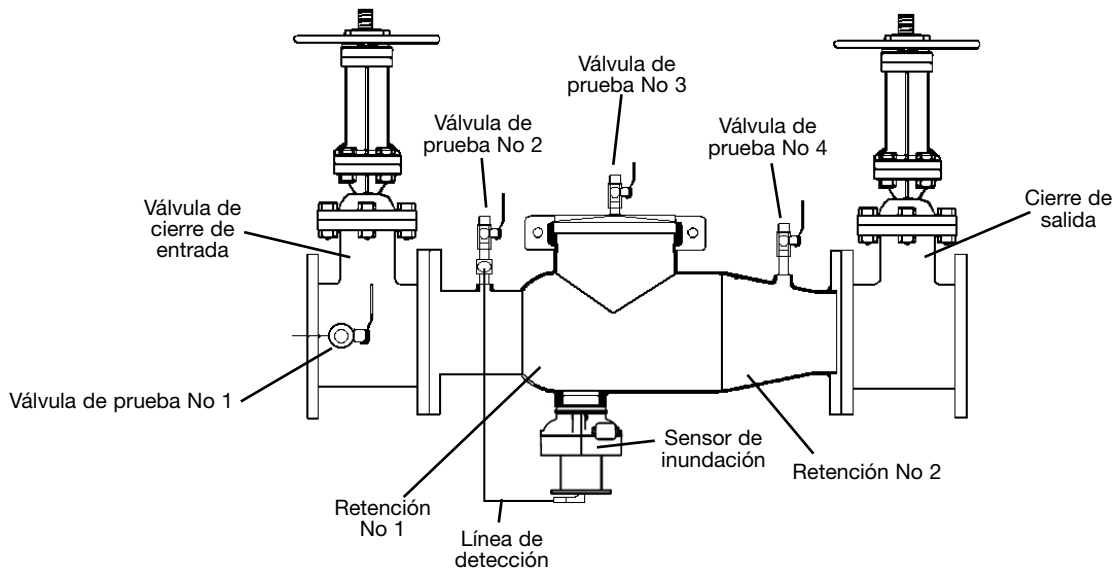 Válvula de
prueba No 3
Válvula de
prueba No 2
Válvula de
prueba No 4
Válvula de
cierre de
entrada
Cierre de
salida
Válvula de prueba No 1
Sensor de
inundación
Retención No 2
Retención
No 1
Línea de
detección